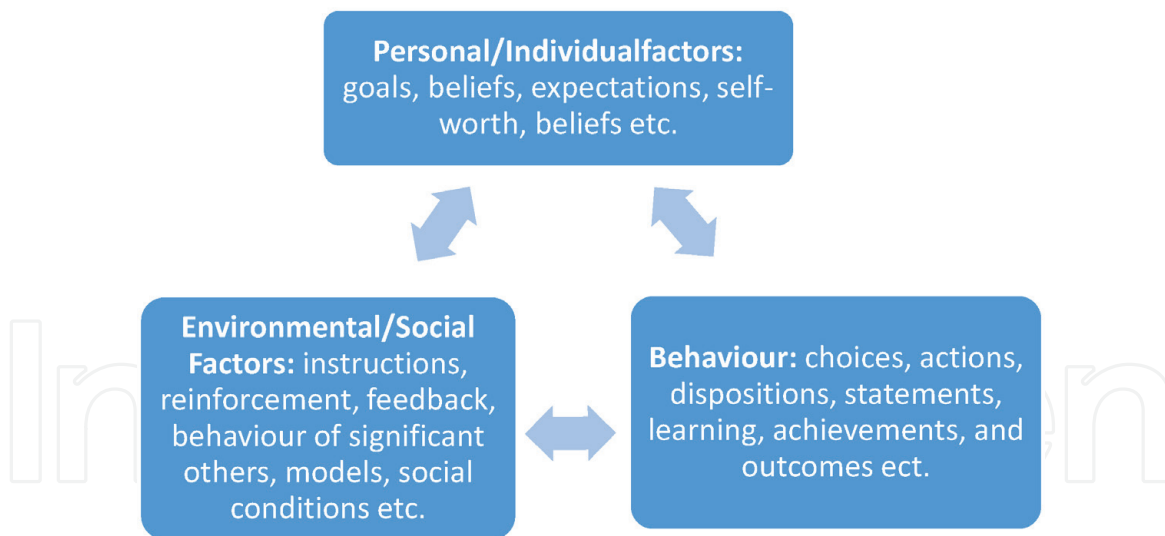 Personal/Individualfactors:
goals, beliefs, expectations, self-
worth, beliefs etc.
Environmental/Social
Factors: instructions,
reinforcement, feedback,
behaviour of significant
others, models, social
conditions etc.
Behaviour: choices, actions,
dispositions, statements,
learning, achievements, and
outcomes ect.